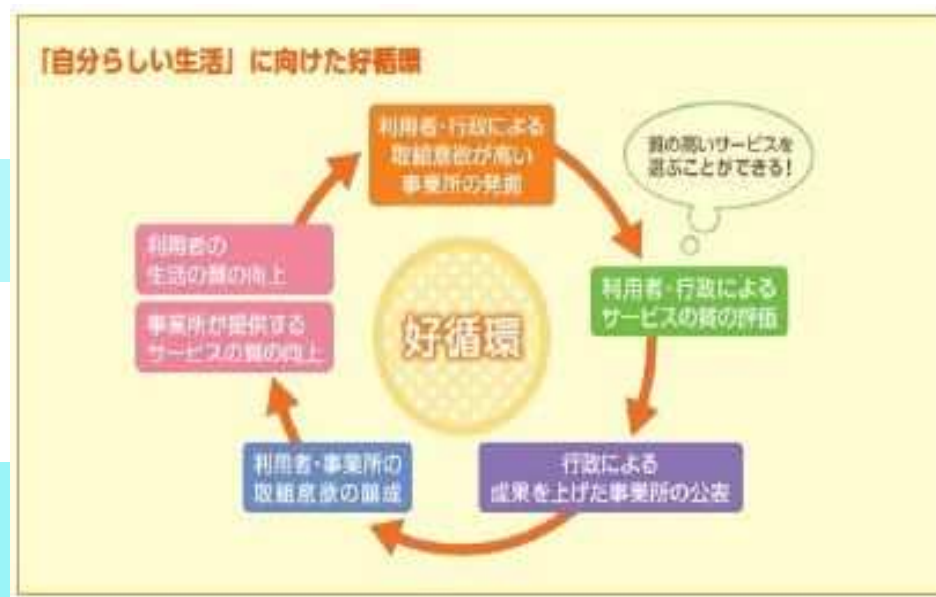 「自分らしい生活」に向けた好循環
利用者・行政による
取組意欲が高い
事業所の発掘
質の高いサービスを
選ぶことができる！
利用者・行政による
サービスの質の評価
行政による
成果を上げた事業所の公表
利用者・事業所の
取組意欲の醸成
事業所が提供する
サービスの質の向上
利用者の
生活の質の向上
好循環